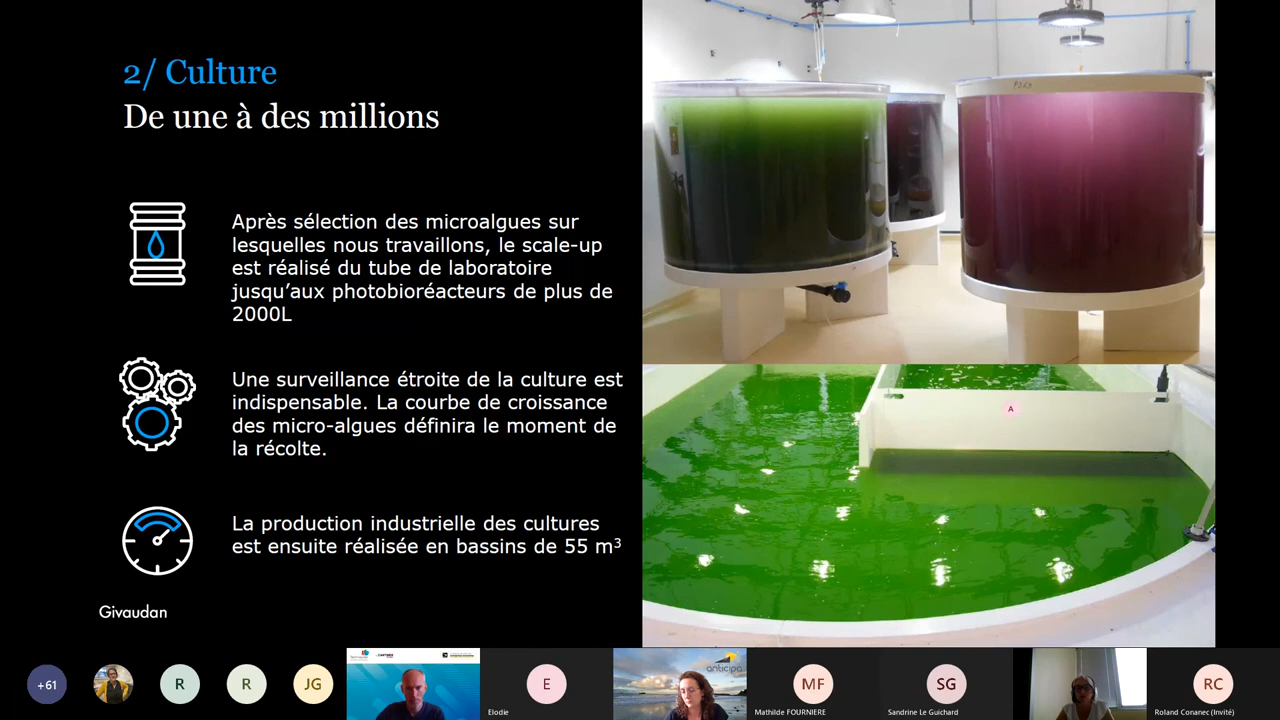 2/ Culture
De une à des millions
Après sélection des microalgues sur
lesquelles nous travaillons, le scale-up
est réalisé du tube de laboratoire
jusqu’aux photobioréacteurs de plus de
2000L
Une surveillance étroite de la culture est
indispensable. La courbe de croissance
des micro-algues définira le moment de
la récolte.
La production industrielle des cultures
est ensuite réalisée en bassins de 55 m³
Givaudan
A
+61
R
R
JG
E
Elodie
anticipa
MF
Mathilde FOURNIERE
SG
Sandrine Le Guichard
RC
Roland Conanec (Invité)